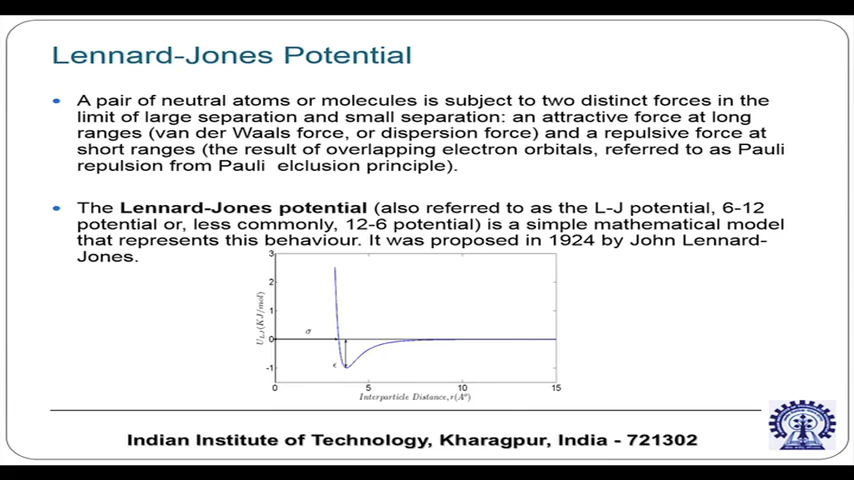 Lennard-Jones Potential
• A pair of neutral atoms or molecules is subject to two distinct forces in the
limit of large separation and small separation: an attractive force at long
ranges (van der Waals force, or dispersion force) and a repulsive force at
short ranges (the result of overlapping electron orbitals, referred to as Pauli
repulsion from Pauli elclusion principle).
• The Lennard-Jones potential (also referred to as the L-J potential, 6-12
potential or, less commonly, 12-6 potential) is a simple mathematical model
that represents this behaviour. It was proposed in 1924 by John Lennard-
Jones.
3
2
1
0
-1
U_LJ(KJ/mol)
σ
ϵ
0 5 10 15
Interparticle Distance, r(A°)
Indian Institute of Technology, Kharagpur, India - 721302